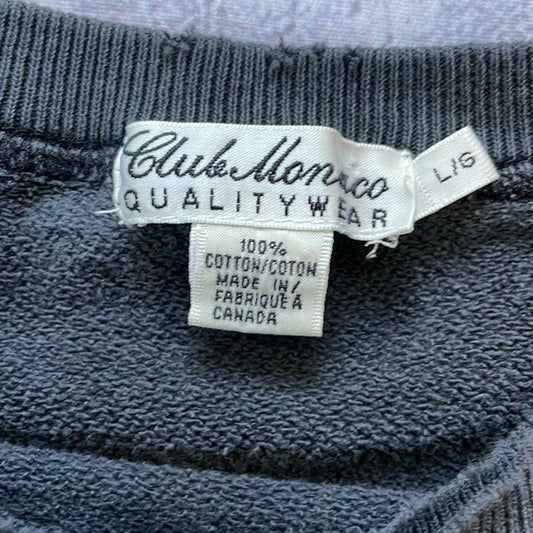 Club Monaco
QUALITYWEAR
L/G
100%
COTTON/COTON
MADE IN/
FABRIQUE A
CANADA